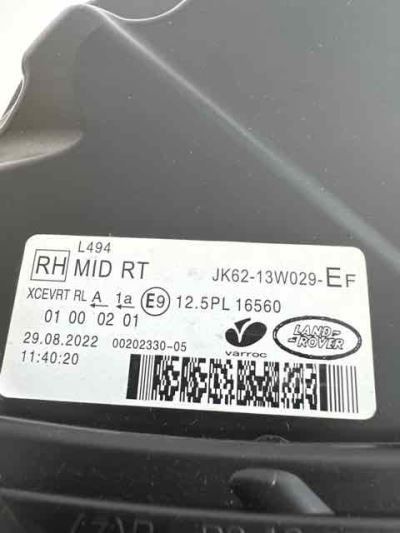 L494
RH MID RT JK62-13W029-EF
XCEVRT RL A 1a E9 12.5PL 16560
01 00 02 01
29.08.2022 00202330-05
11:40:20
varroc
LAND-
ROVER